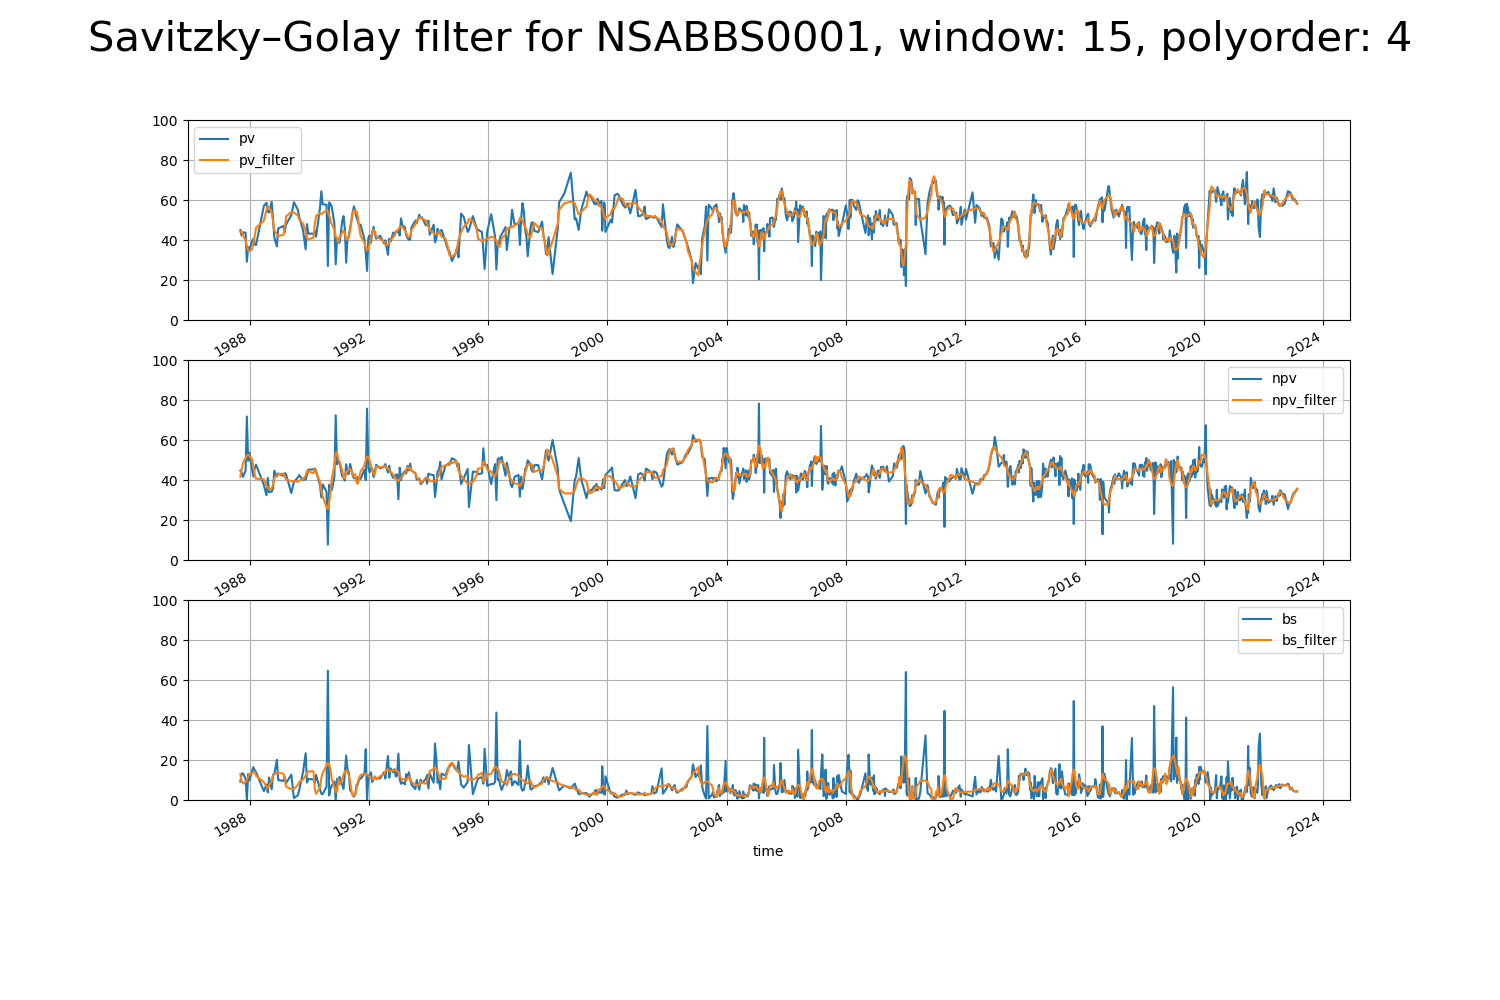 Savitzky–Golay filter for NSABBS0001, window: 15, polyorder: 4
100
80
60
40
20
0
pv
pv_filter
1988 1992 1996 2000 2004 2008 2012 2016 2020 2024
100
80
60
40
20
0
npv
npv_filter
1988 1992 1996 2000 2004 2008 2012 2016 2020 2024
100
80
60
40
20
0
bs
bs_filter
1988 1992 1996 2000 2004 2008 2012 2016 2020 2024
time